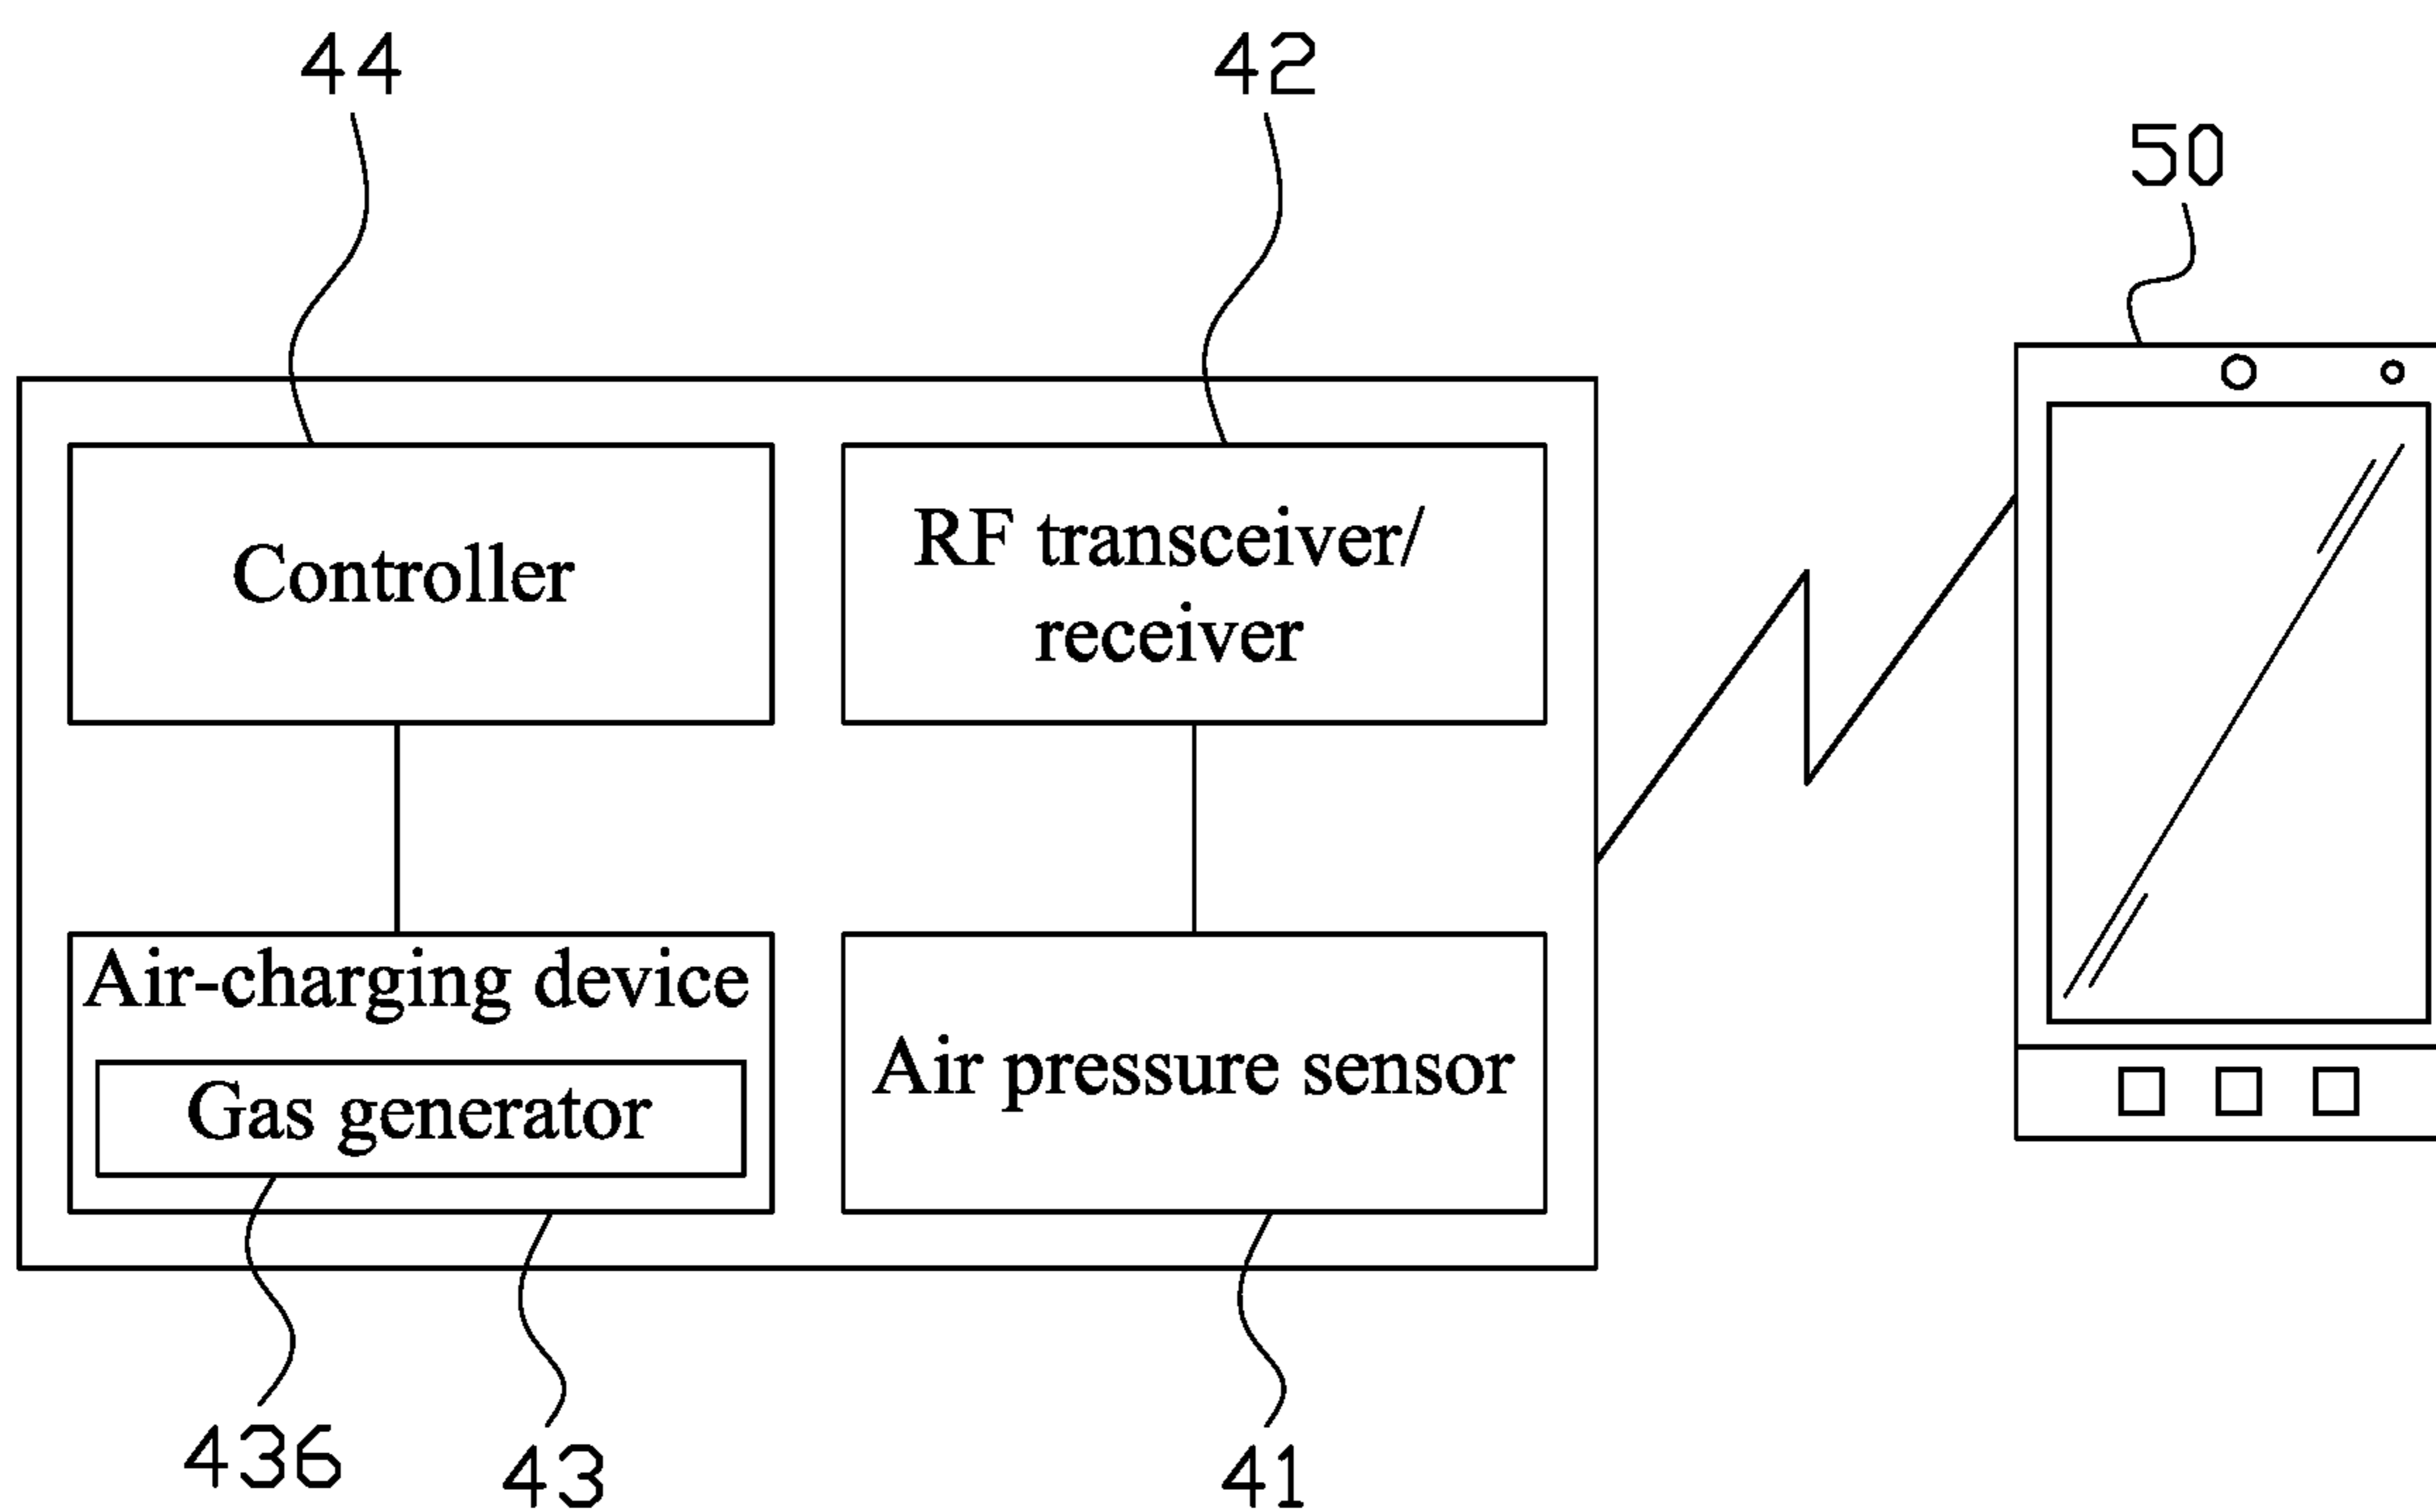 44
42
50
Controller
RF transceiver/
receiver
Air-charging device
Gas generator
Air pressure sensor
436
43
41